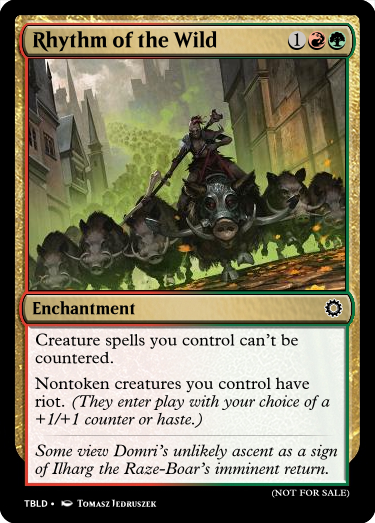 Rhythm of the Wild 1
Enchantment
Creature spells you control can't be
countered.
Nontoken creatures you control have
riot. (They enter play with your choice of a
+1/+1 counter or haste.)
Some view Domri's unlikely ascent as a sign
of Ilharg the Raze-Boar's imminent return.
TBLD • Tomasz Jedruszek
(NOT FOR SALE)